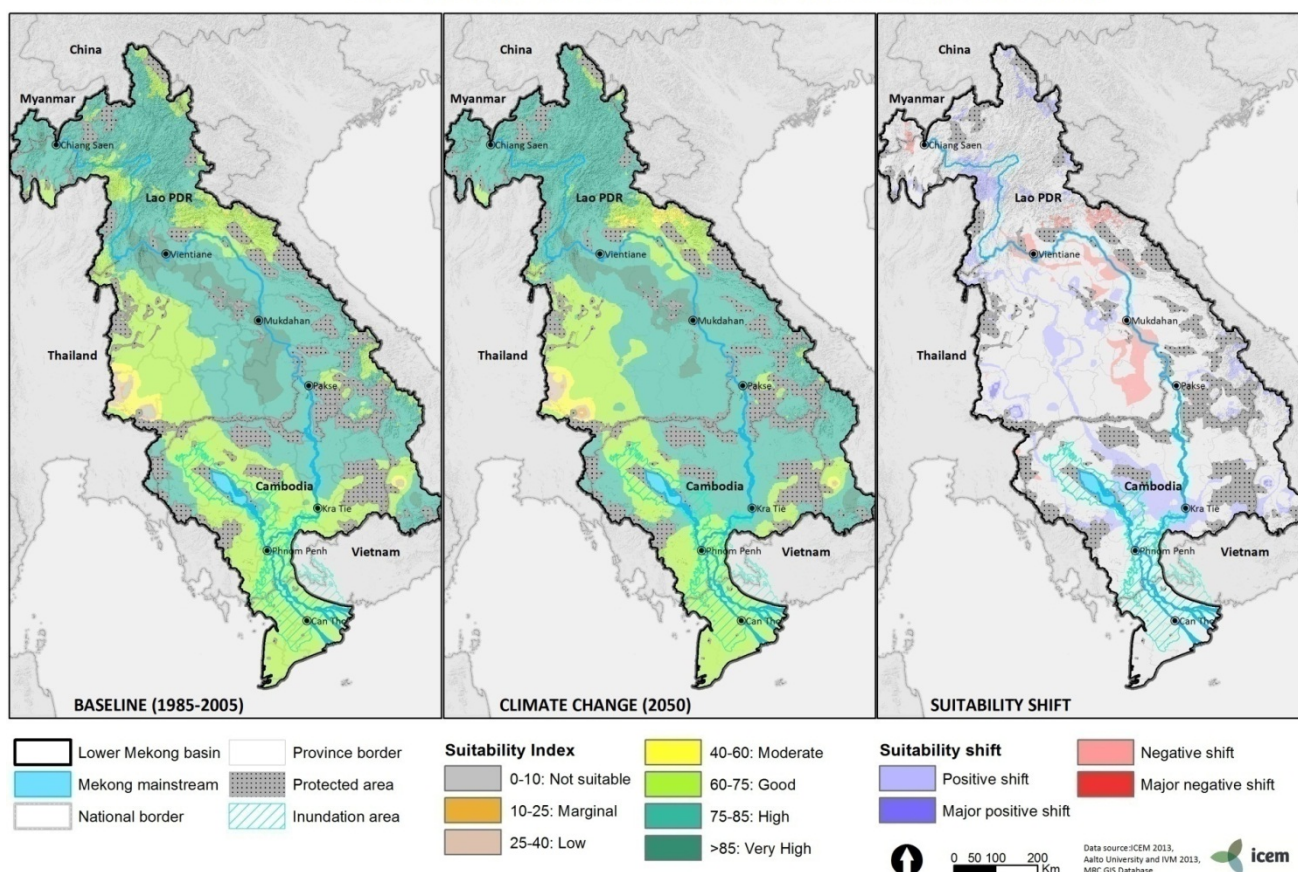 China
Myanmar
Chiang Saen
Lao PDR
Vientiane
Mukdahan
Thailand
Pakse
Cambodia
Kra Tie
Phnom Penh
Vietnam
Can Tho
BASELINE (1985-2005)
China
Myanmar
Chiang Saen
Lao PDR
Vientiane
Mukdahan
Thailand
Pakse
Cambodia
Kra Tie
Phnom Penh
Vietnam
Can Tho
CLIMATE CHANGE (2050)
China
Myanmar
Chiang Saen
Lao PDR
Vientiane
Mukdahan
Thailand
Pakse
Cambodia
Kra Tie
Phnom Penh
Vietnam
Can Tho
SUITABILITY SHIFT
Lower Mekong basin
Mekong mainstream
National border
Province border
Protected area
Inundation area
Suitability Index
0-10: Not suitable
10-25: Marginal
25-40: Low
40-60: Moderate
60-75: Good
75-85: High
>85: Very High
Suitability shift
Positive shift
Major positive shift
Negative shift
Major negative shift
0 50 100 200
Km
Data source:ICEM 2013,
Aalto University and IVM 2013,
MRC GIS Database
icem